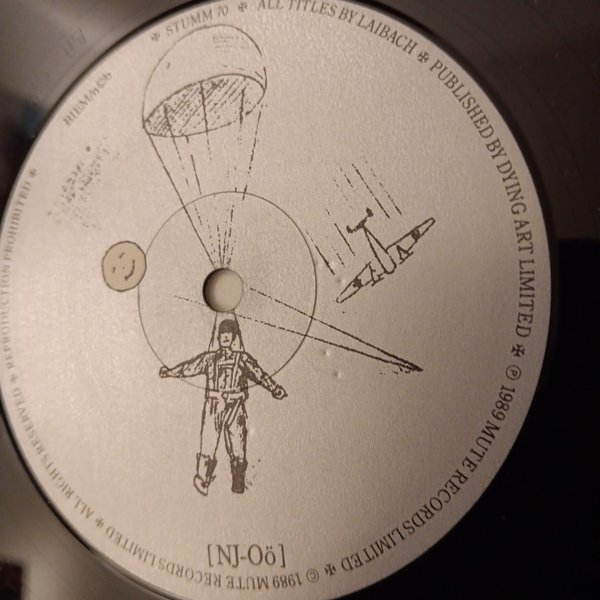 ✠ STUMM 70 ✠ ALL TITLES BY LAIBACH ✠ PUBLISHED BY DYING ART LIMITED ✠ ℗ 1989 MUTE RECORDS LIMITED ✠ © 1989 MUTE RECORDS LIMITED ✠ ALL RIGHTS RESERVED ✠ REPRODUCTION PROHIBITED ✠
[NJ-Oö]